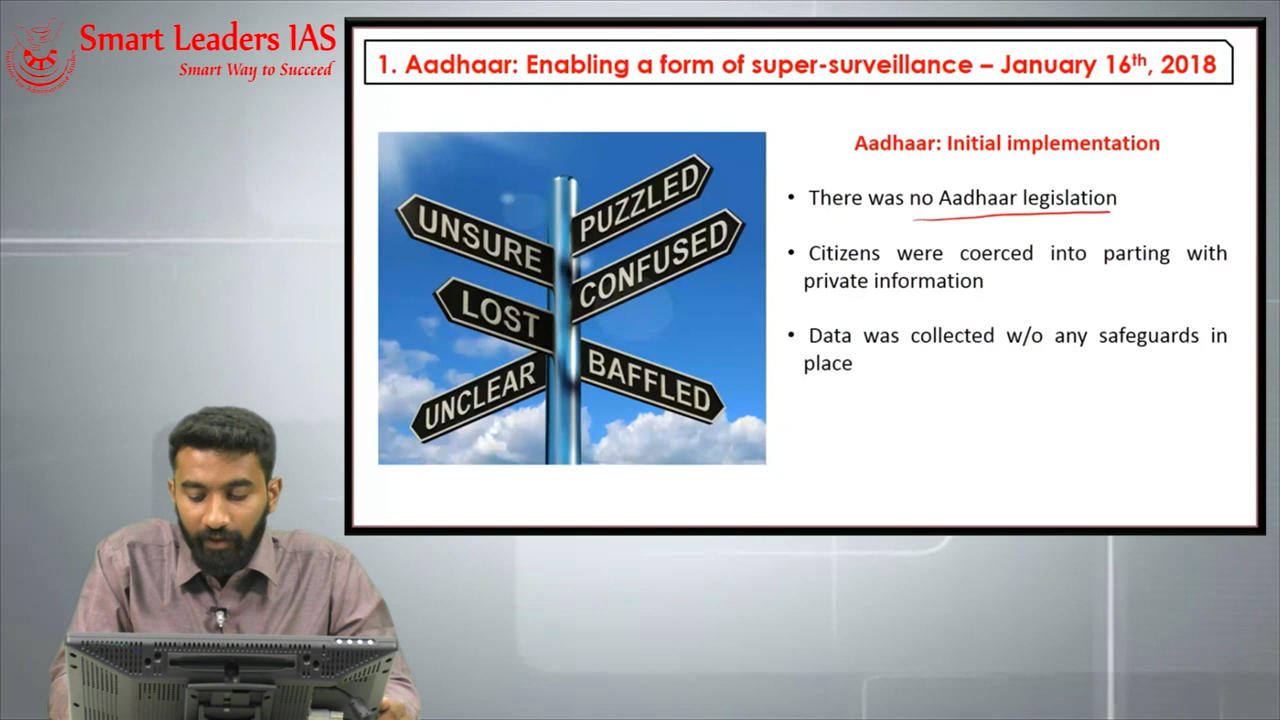 Smart Leaders IAS
Smart Way to Succeed
1. Aadhaar: Enabling a form of super-surveillance – January 16th, 2018
UNSURE
PUZZLED
CONFUSED
LOST
UNCLEAR
BAFFLED
Aadhaar: Initial implementation
• There was no Aadhaar legislation
• Citizens were coerced into parting with
private information
• Data was collected w/o any safeguards in
place